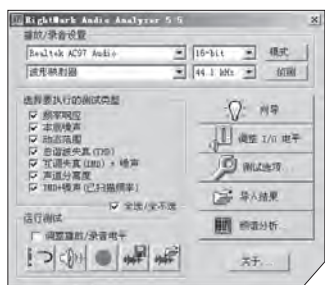 RightMark Audio Analyzer 5.5
播放/录音设置
Realtek AC97 Audio
16-bit
模式
波形映射器
44.1 kHz
选择要执行的测试类型
频率响应
本底噪声
动态范围
总谐波失真(THD)
互调失真(IMD) + 噪声
声道分离度
IMD+噪声(已扫描频率)
全选/全不选
运行测试
调整播放/录音电平
向导
调整 I/O 电平
测试选项
导入结果
频谱分析
关于...